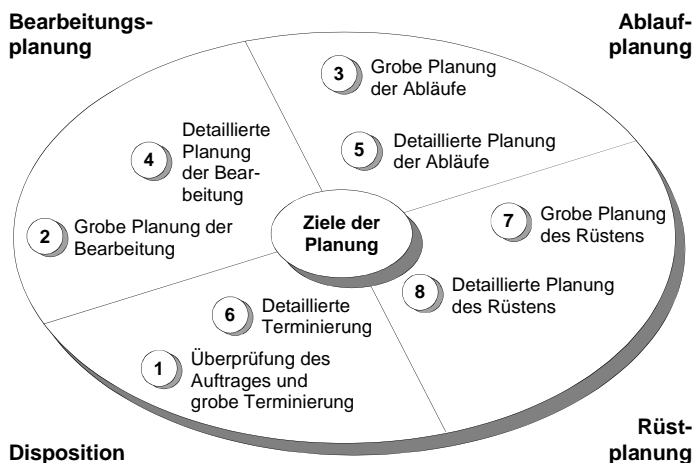 Bearbeitungs-
planung
Ablauf-
planung
3
Grobe Planung
der Abläufe
4
Detaillierte
Planung
der Bear-
beitung
5
Detaillierte Planung
der Abläufe
2
Grobe Planung der
Bearbeitung
Ziele der
Planung
7
Grobe Planung
des Rüstens
8
Detaillierte Planung
des Rüstens
6
Detaillierte
Terminierung
1
Überprüfung des
Auftrages und
grobe Terminierung
Disposition
Rüst-
planung